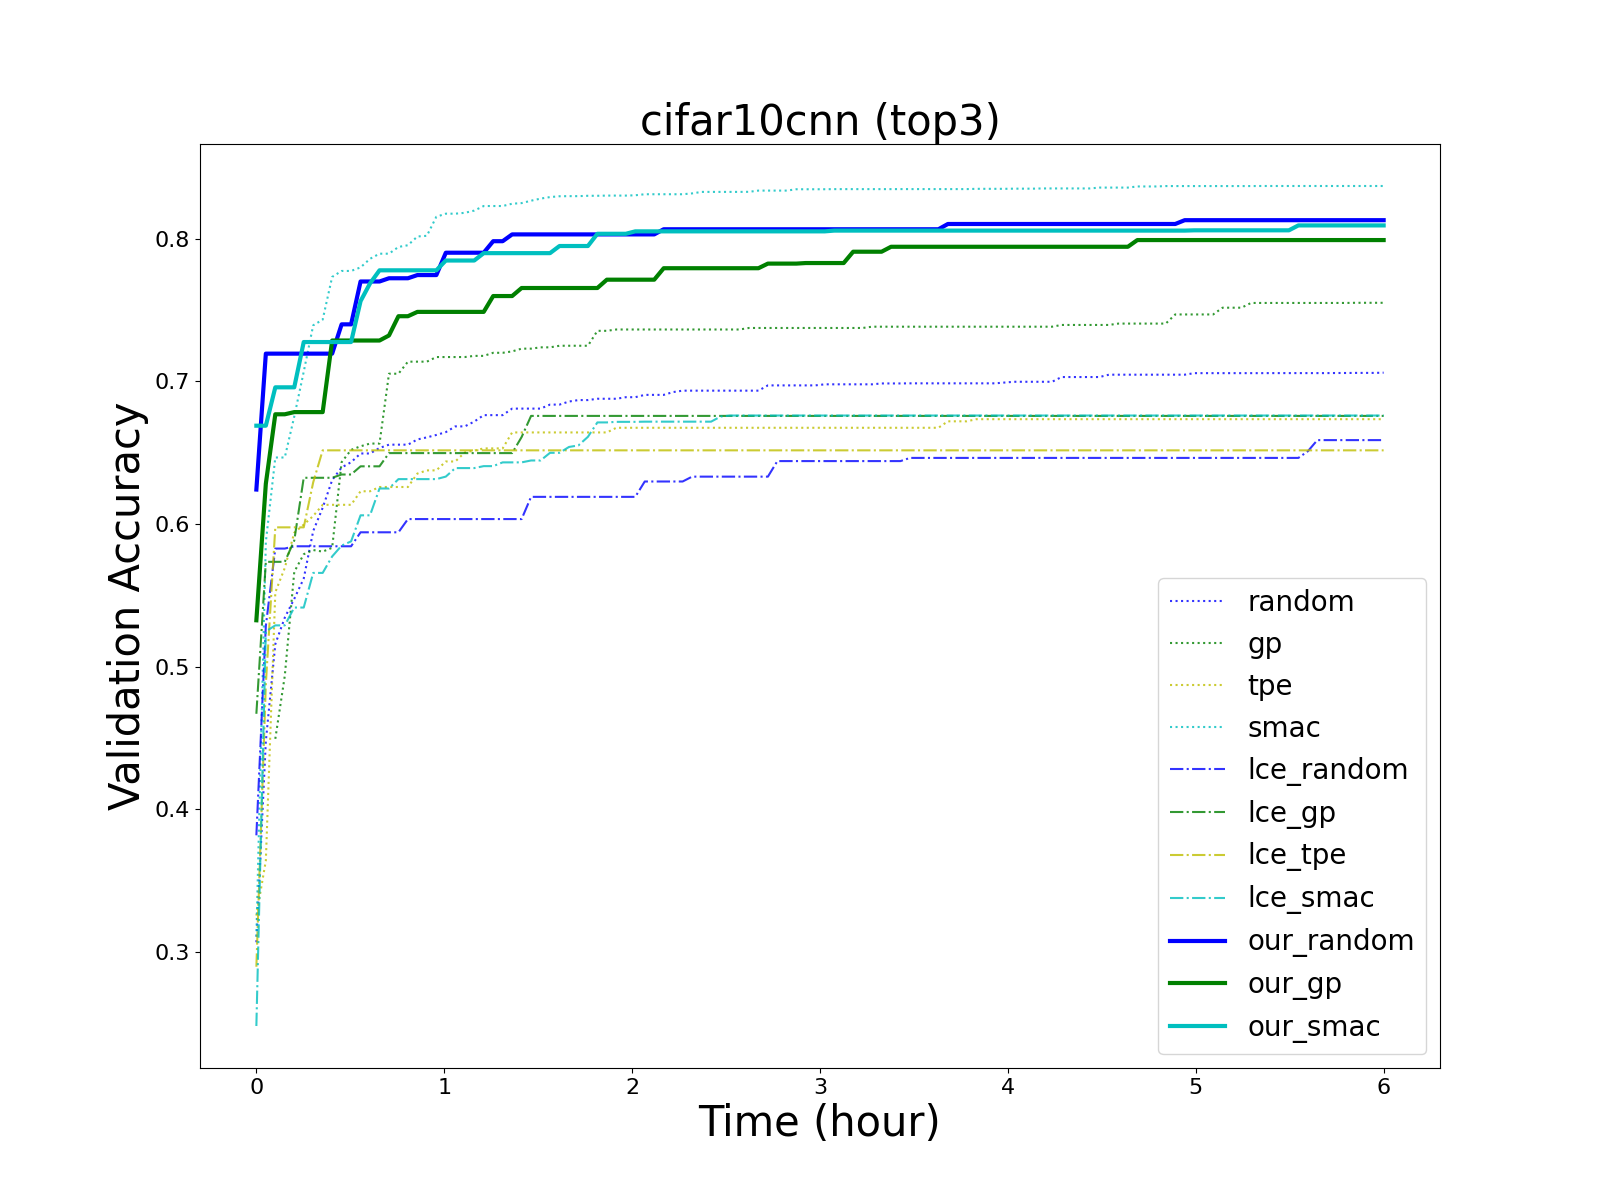 cifar10cnn (top3)
Validation Accuracy
0.8
0.7
0.6
0.5
0.4
0.3
0
1
2
3
4
5
6
Time (hour)
random
gp
tpe
smac
lce_random
lce_gp
lce_tpe
lce_smac
our_random
our_gp
our_smac